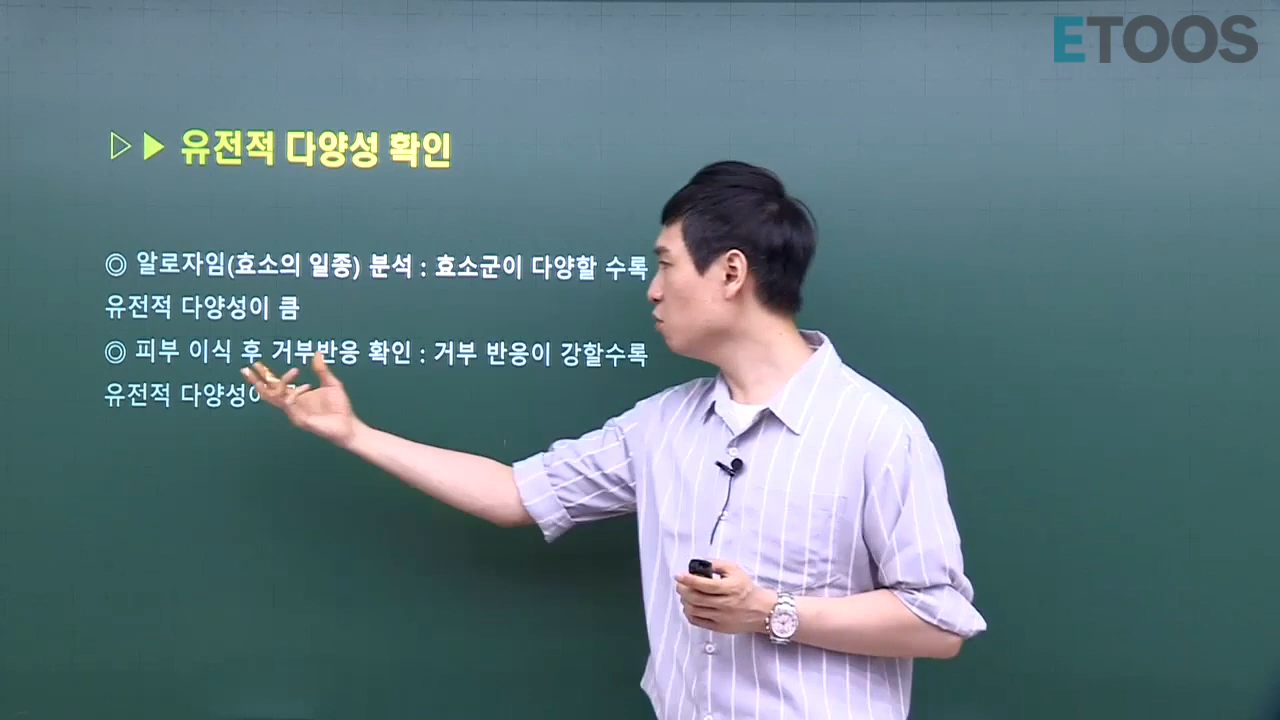 ETOOS
▷▶ 유전적 다양성 확인
◎ 알로자임(효소의 일종) 분석 : 효소군이 다양할 수록
유전적 다양성이 큼
◎ 피부 이식 후 거부반응 확인 : 거부 반응이 강할수록
유전적 다양성이